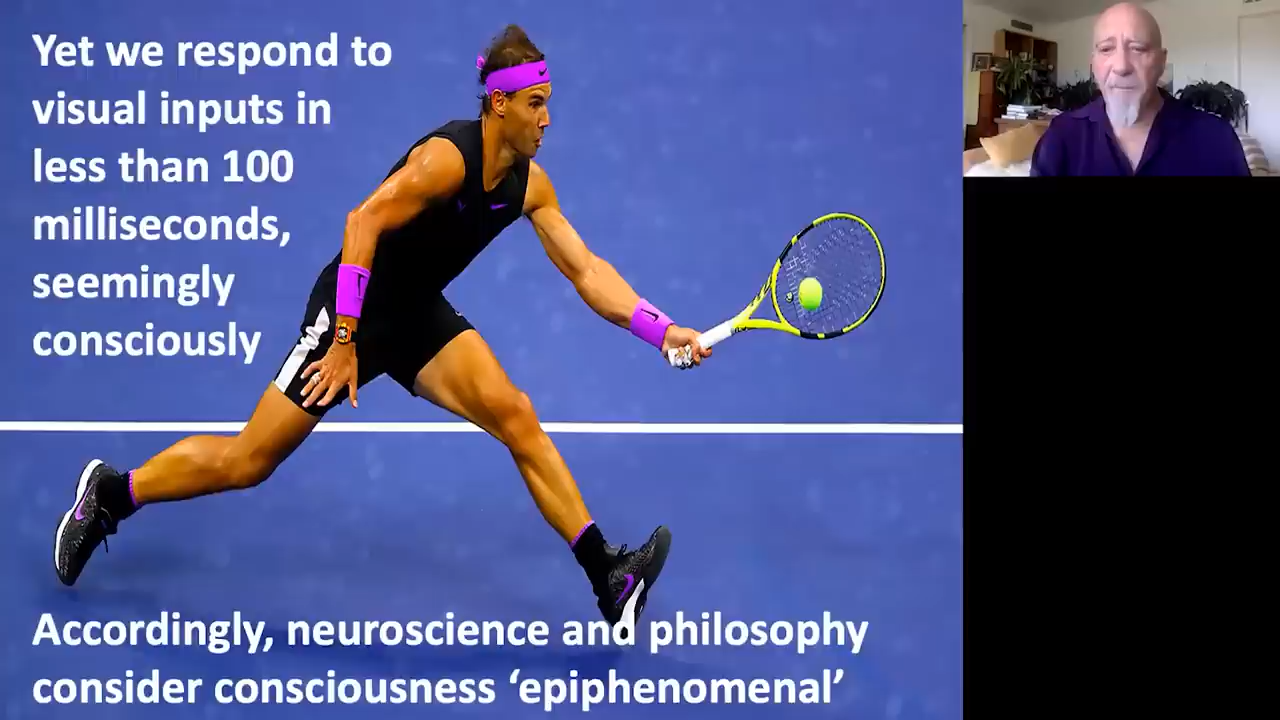 Yet we respond to
visual inputs in
less than 100
milliseconds,
seemingly
consciously
Accordingly, neuroscience and philosophy
consider consciousness ‘epiphenomenal’